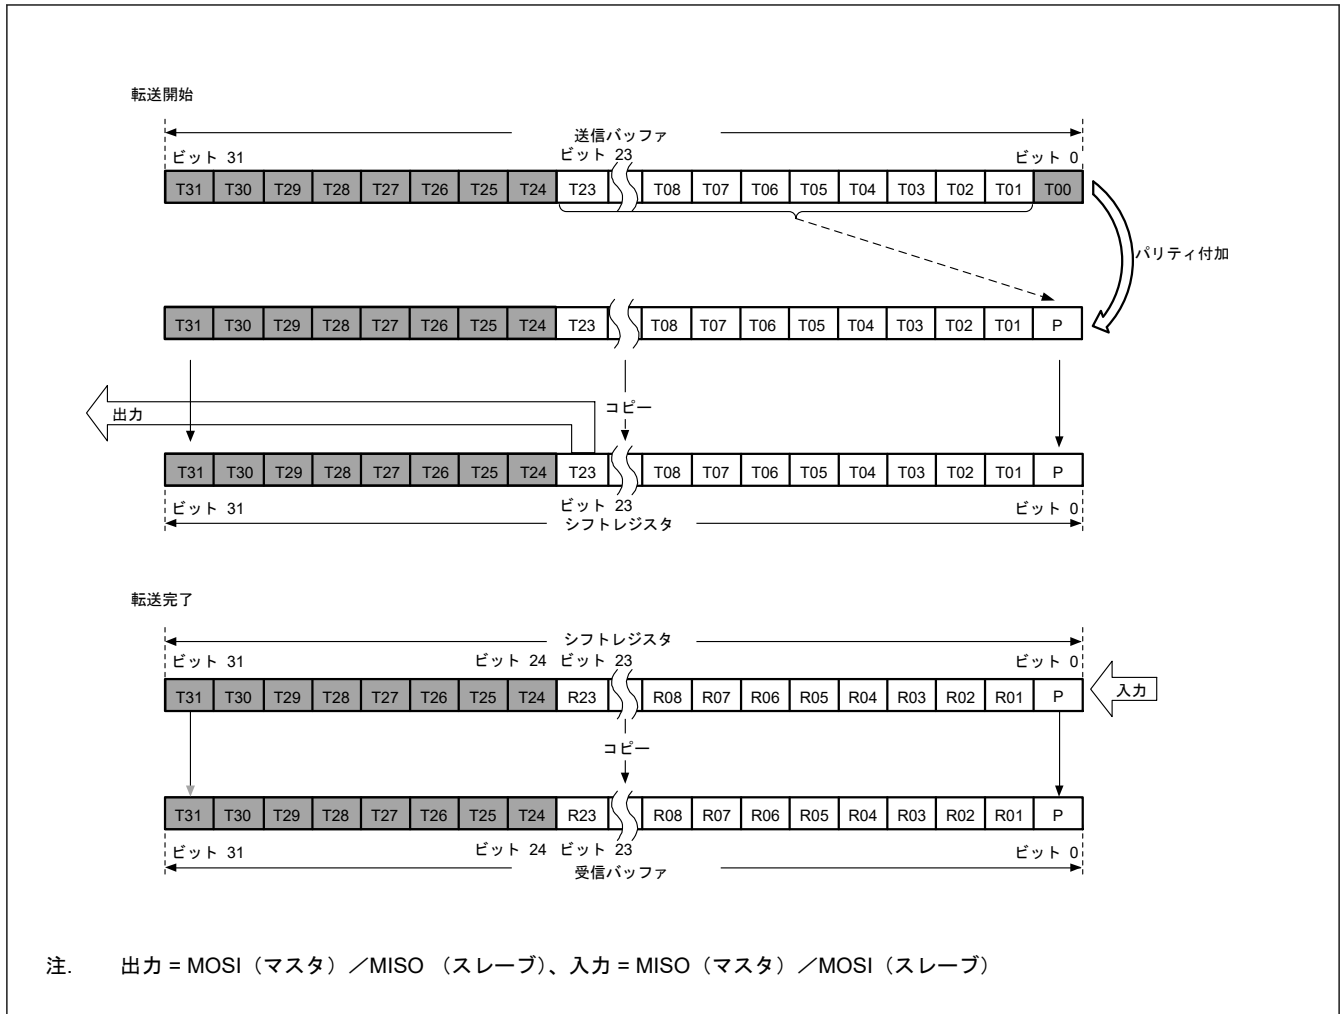 転送開始
送信バッファ
ビット 31 ビット 23 ビット 0
T31 T30 T29 T28 T27 T26 T25 T24 T23 T08 T07 T06 T05 T04 T03 T02 T01 T00
パリティ付加
T31 T30 T29 T28 T27 T26 T25 T24 T23 T08 T07 T06 T05 T04 T03 T02 T01 P
出力 コピー
T31 T30 T29 T28 T27 T26 T25 T24 T23 T08 T07 T06 T05 T04 T03 T02 T01 P
ビット 31 ビット 23 ビット 0
シフトレジスタ
転送完了
シフトレジスタ
ビット 31 ビット 24 ビット 23 ビット 0
T31 T30 T29 T28 T27 T26 T25 T24 R23 R08 R07 R06 R05 R04 R03 R02 R01 P 入力
コピー
T31 T30 T29 T28 T27 T26 T25 T24 R23 R08 R07 R06 R05 R04 R03 R02 R01 P
ビット 31 ビット 24 ビット 23 ビット 0
受信バッファ
注. 出力 = MOSI（マスタ）／MISO （スレーブ）、入力 = MISO（マスタ）／MOSI（スレーブ）